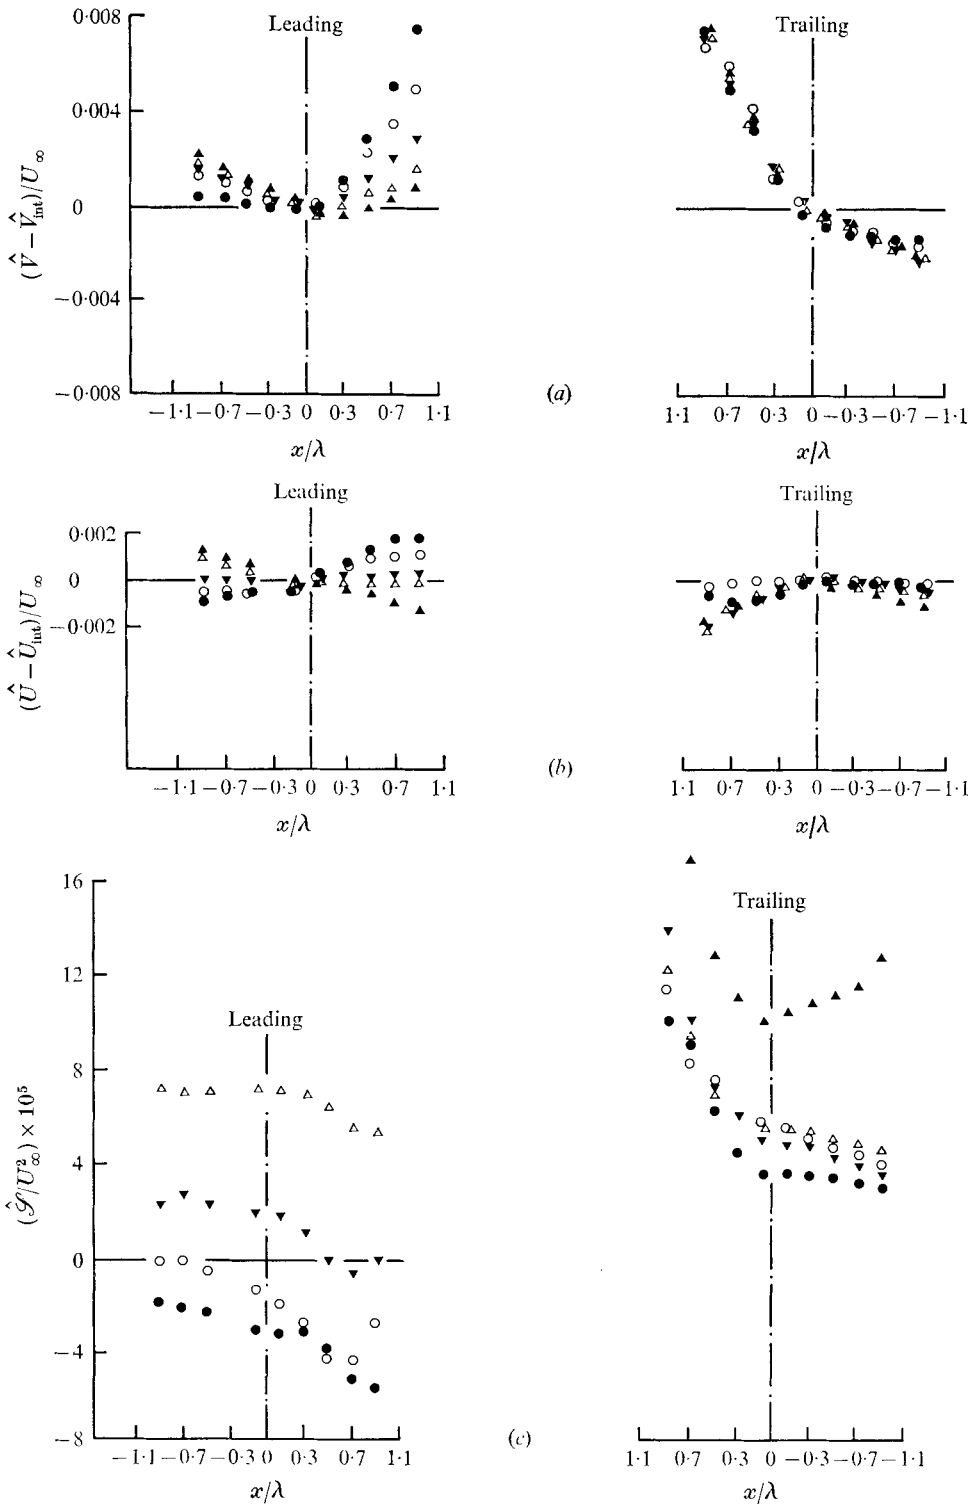 Leading
Trailing
0·008
0·004
0
−0·004
−0·008
(V̂ − V̂int)/U∞
−1·1 −0·7 −0·3 0 0·3 0·7 1·1
x/λ
(a)
1·1 0·7 0·3 0 −0·3 −0·7 −1·1
x/λ
Leading
Trailing
0·002
0
−0·002
(Û − Ûint)/U∞
−1·1 −0·7 −0·3 0 0·3 0·7 1·1
x/λ
(b)
1·1 0·7 0·3 0 −0·3 −0·7 −1·1
x/λ
Trailing
Leading
16
12
8
4
0
−4
−8
(𝒮̂/U²∞) × 10⁵
−1·1 −0·7 −0·3 0 0·3 0·7 1·1
x/λ
(c)
1·1 0·7 0·3 0 −0·3 −0·7 −1·1
x/λ